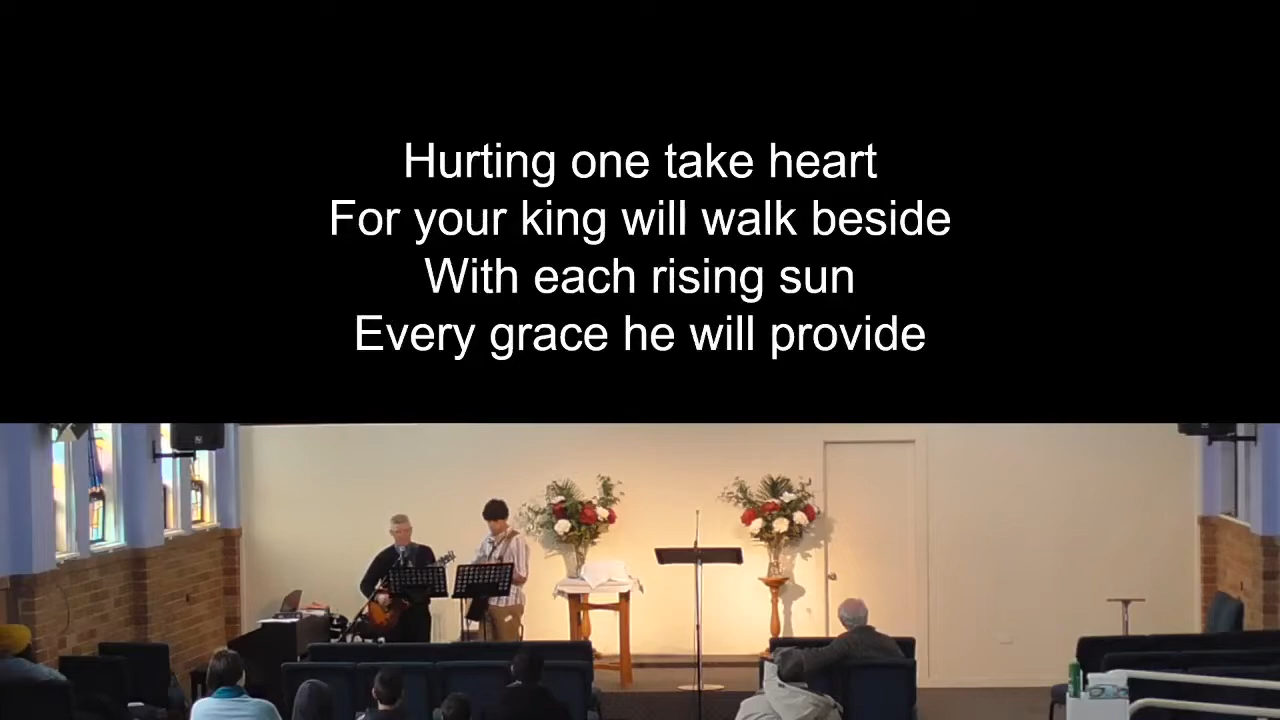 Hurting one take heart
For your king will walk beside
With each rising sun
Every grace he will provide